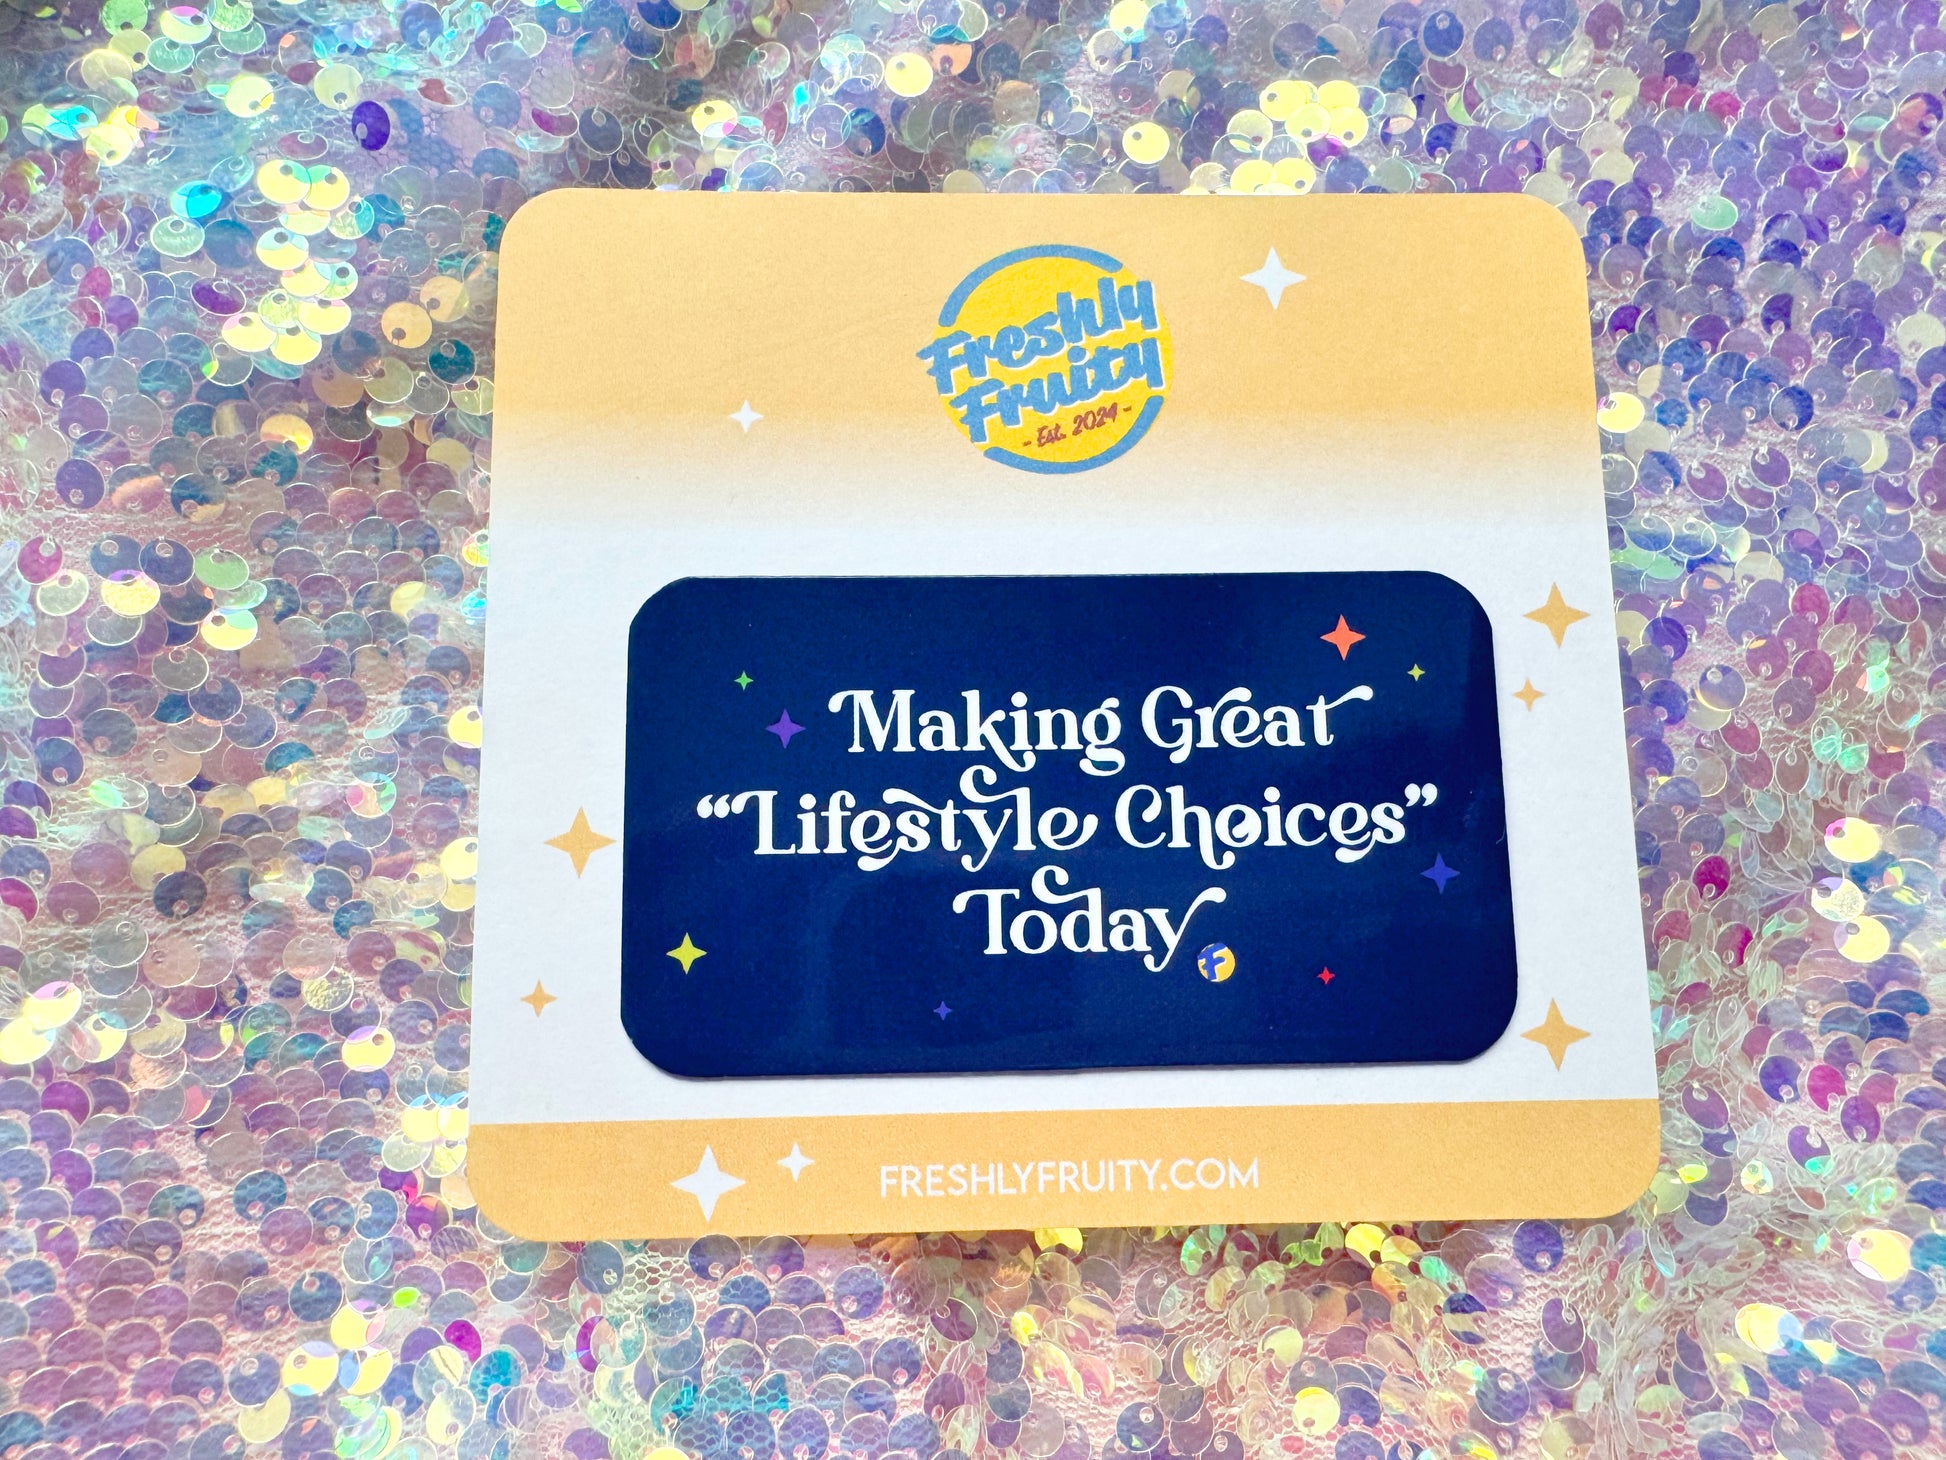 Freshly
Fruity
- Est. 2024 -
Making Great
“Lifestyle Choices”
Today
F
FRESHLYFRUITY.COM